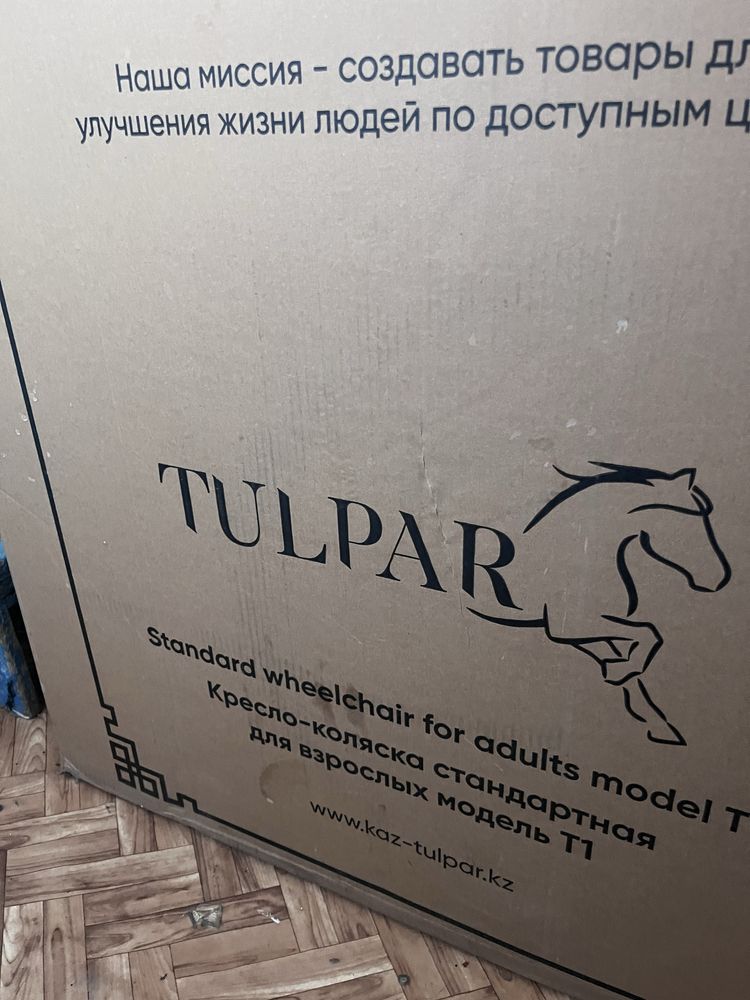 Наша миссия - создавать товары
улучшения жизни людей по доступным
TULPAR
Standard wheelchair for adults model
Кресло-коляска стандартная
для взрослых модель T1
www.kaz-tulpar.kz